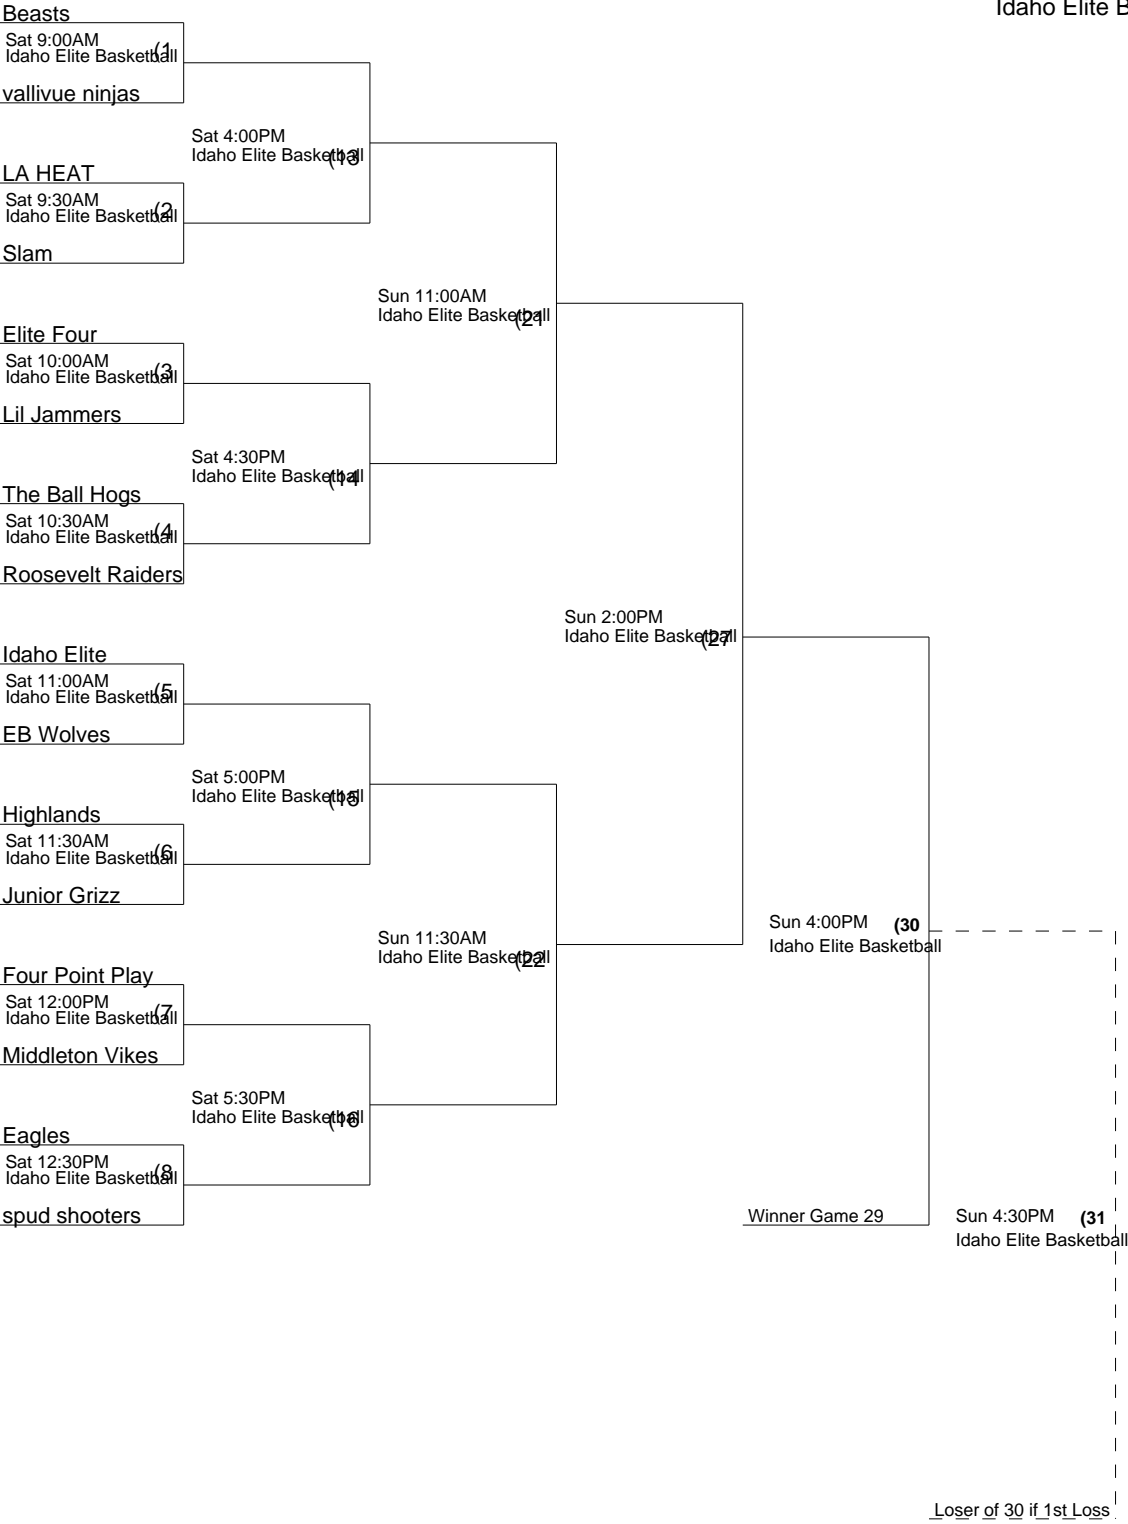 Idaho Elite B
Beasts
Sat 9:00AM
Idaho Elite Basketball
(1
vallivue ninjas
Sat 4:00PM
Idaho Elite Basketball
(13
LA HEAT
Sat 9:30AM
Idaho Elite Basketball
(2
Slam
Sun 11:00AM
Idaho Elite Basketball
(21
Elite Four
Sat 10:00AM
Idaho Elite Basketball
(3
Lil Jammers
Sat 4:30PM
Idaho Elite Basketball
(14
The Ball Hogs
Sat 10:30AM
Idaho Elite Basketball
(4
Roosevelt Raiders
Sun 2:00PM
Idaho Elite Basketball
(27
Idaho Elite
Sat 11:00AM
Idaho Elite Basketball
(5
EB Wolves
Sat 5:00PM
Idaho Elite Basketball
(15
Highlands
Sat 11:30AM
Idaho Elite Basketball
(6
Junior Grizz
Sun 4:00PM (30
Idaho Elite Basketball
Sun 11:30AM
Idaho Elite Basketball
(22
Four Point Play
Sat 12:00PM
Idaho Elite Basketball
(7
Middleton Vikes
Sat 5:30PM
Idaho Elite Basketball
(16
Eagles
Sat 12:30PM
Idaho Elite Basketball
(8
spud shooters
Winner Game 29
Sun 4:30PM (31
Idaho Elite Basketball
Loser of 30 if 1st Loss